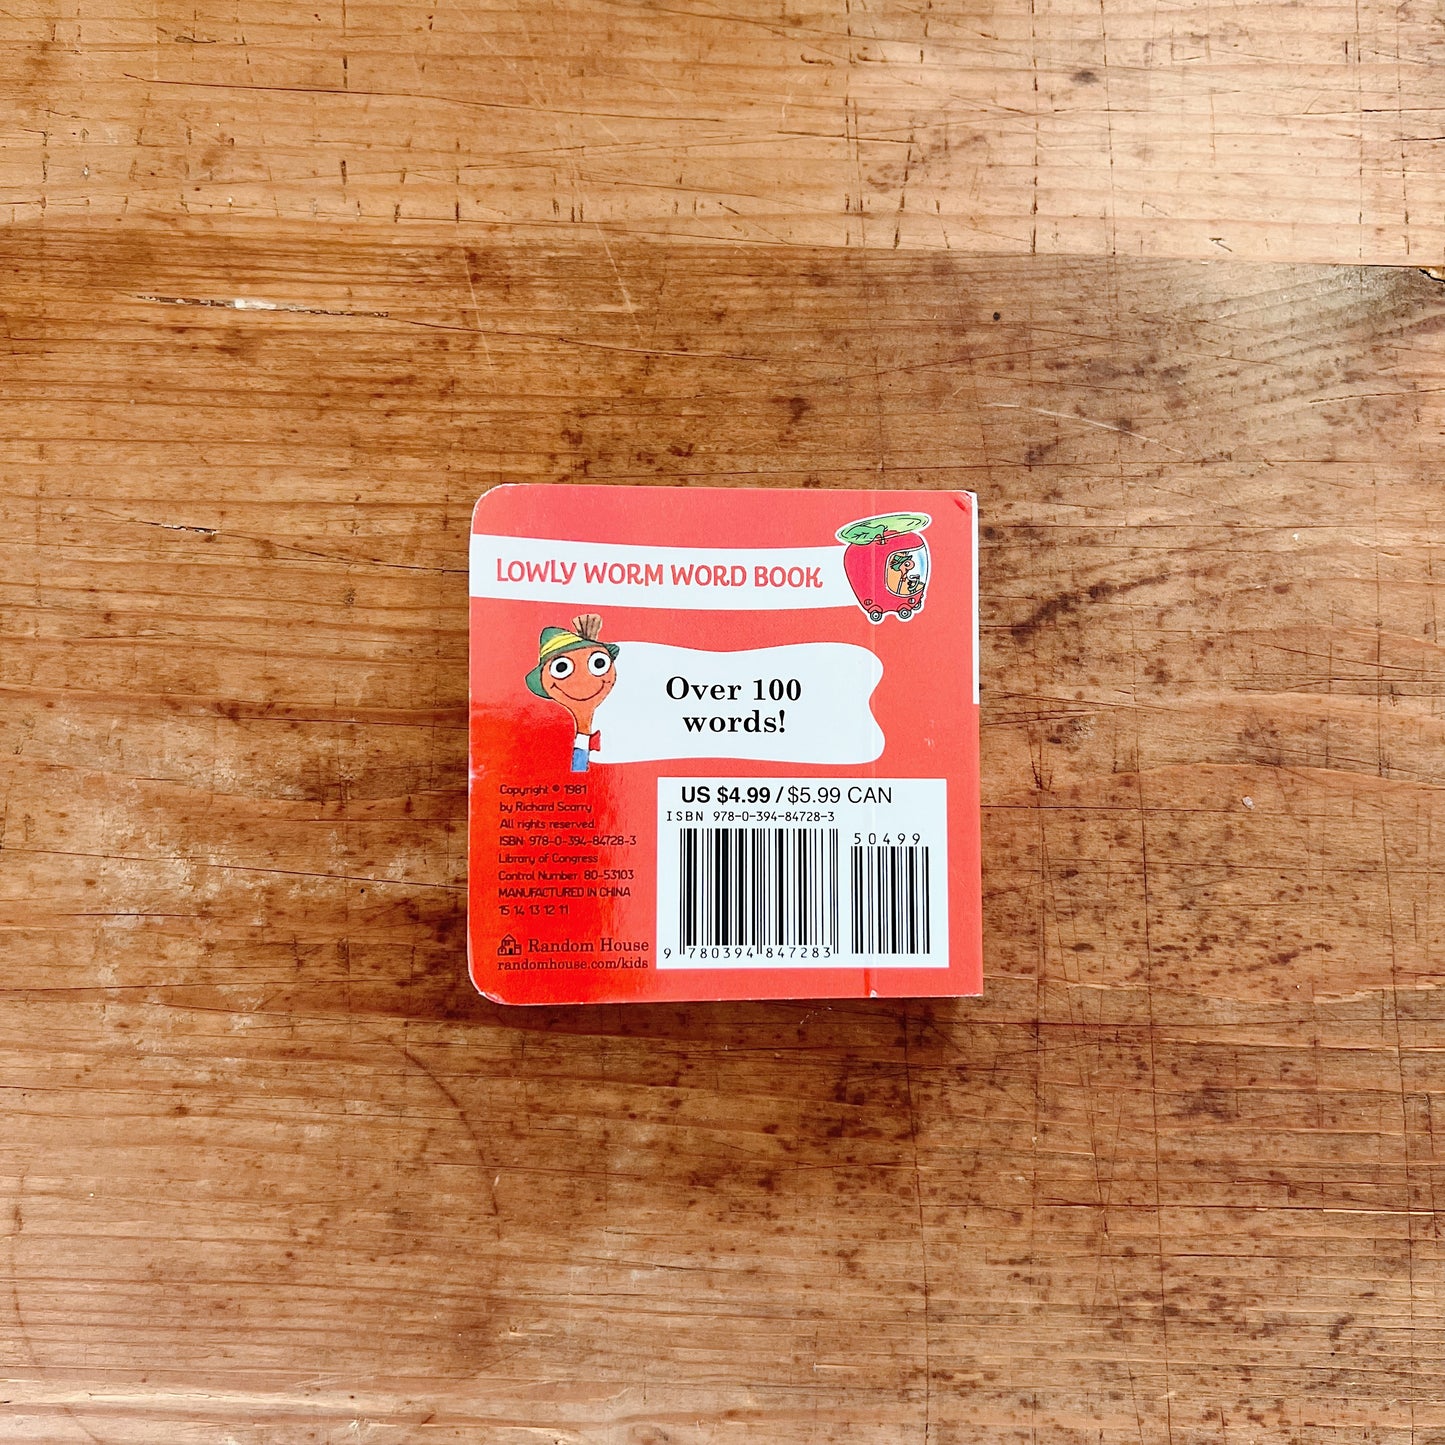 LOWLY WORM WORD BOOK
Over 100
words!
Copyright © 1981
by Richard Scarry
All rights reserved.
ISBN 978-0-394-84728-3
Library of Congress
Control Number: 80-53103
MANUFACTURED IN CHINA
15 14 13 12 11
Random House
randomhouse.com/kids
US $4.99 / $5.99 CAN
ISBN 978-0-394-84728-3
50499
9 780394 847283